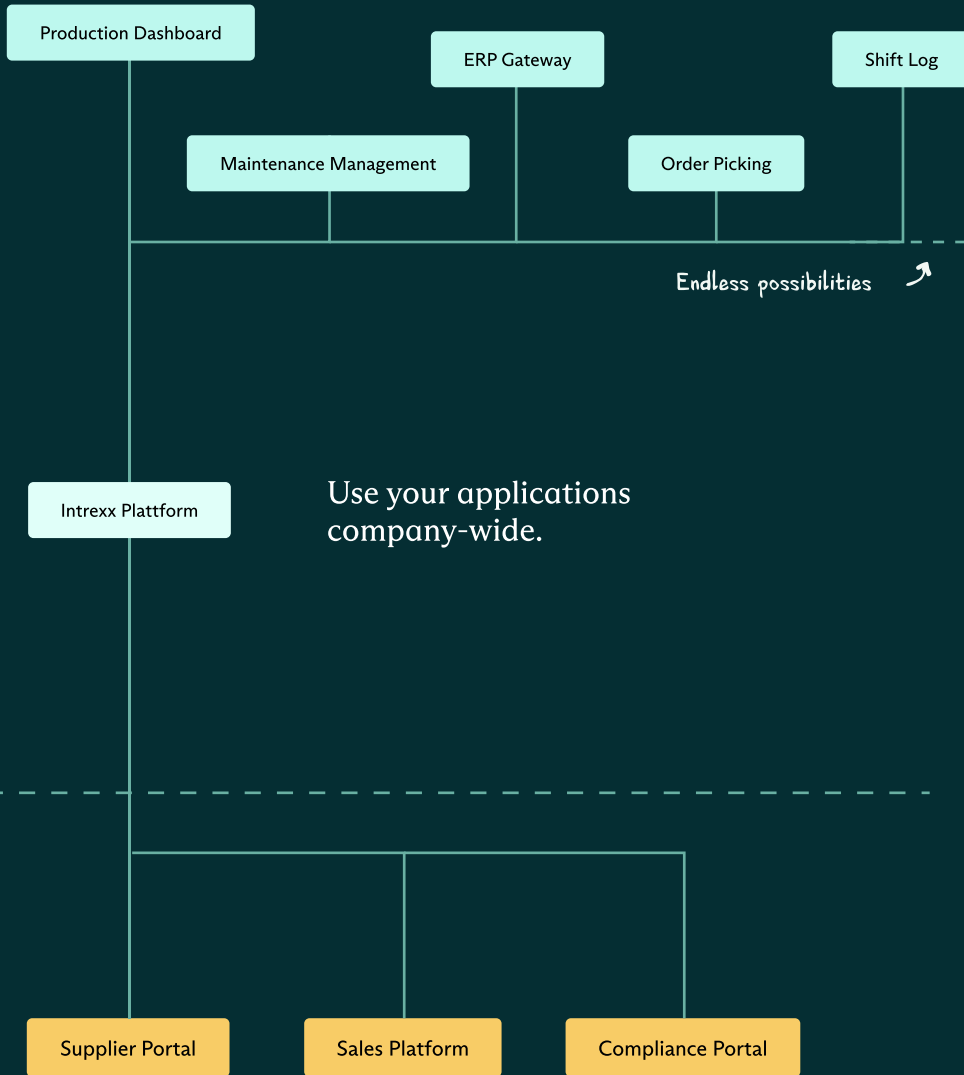 Production Dashboard
ERP Gateway
Shift Log
Maintenance Management
Order Picking
Endless possibilities
Intrexx Plattform
Use your applications
company-wide.
Supplier Portal
Sales Platform
Compliance Portal